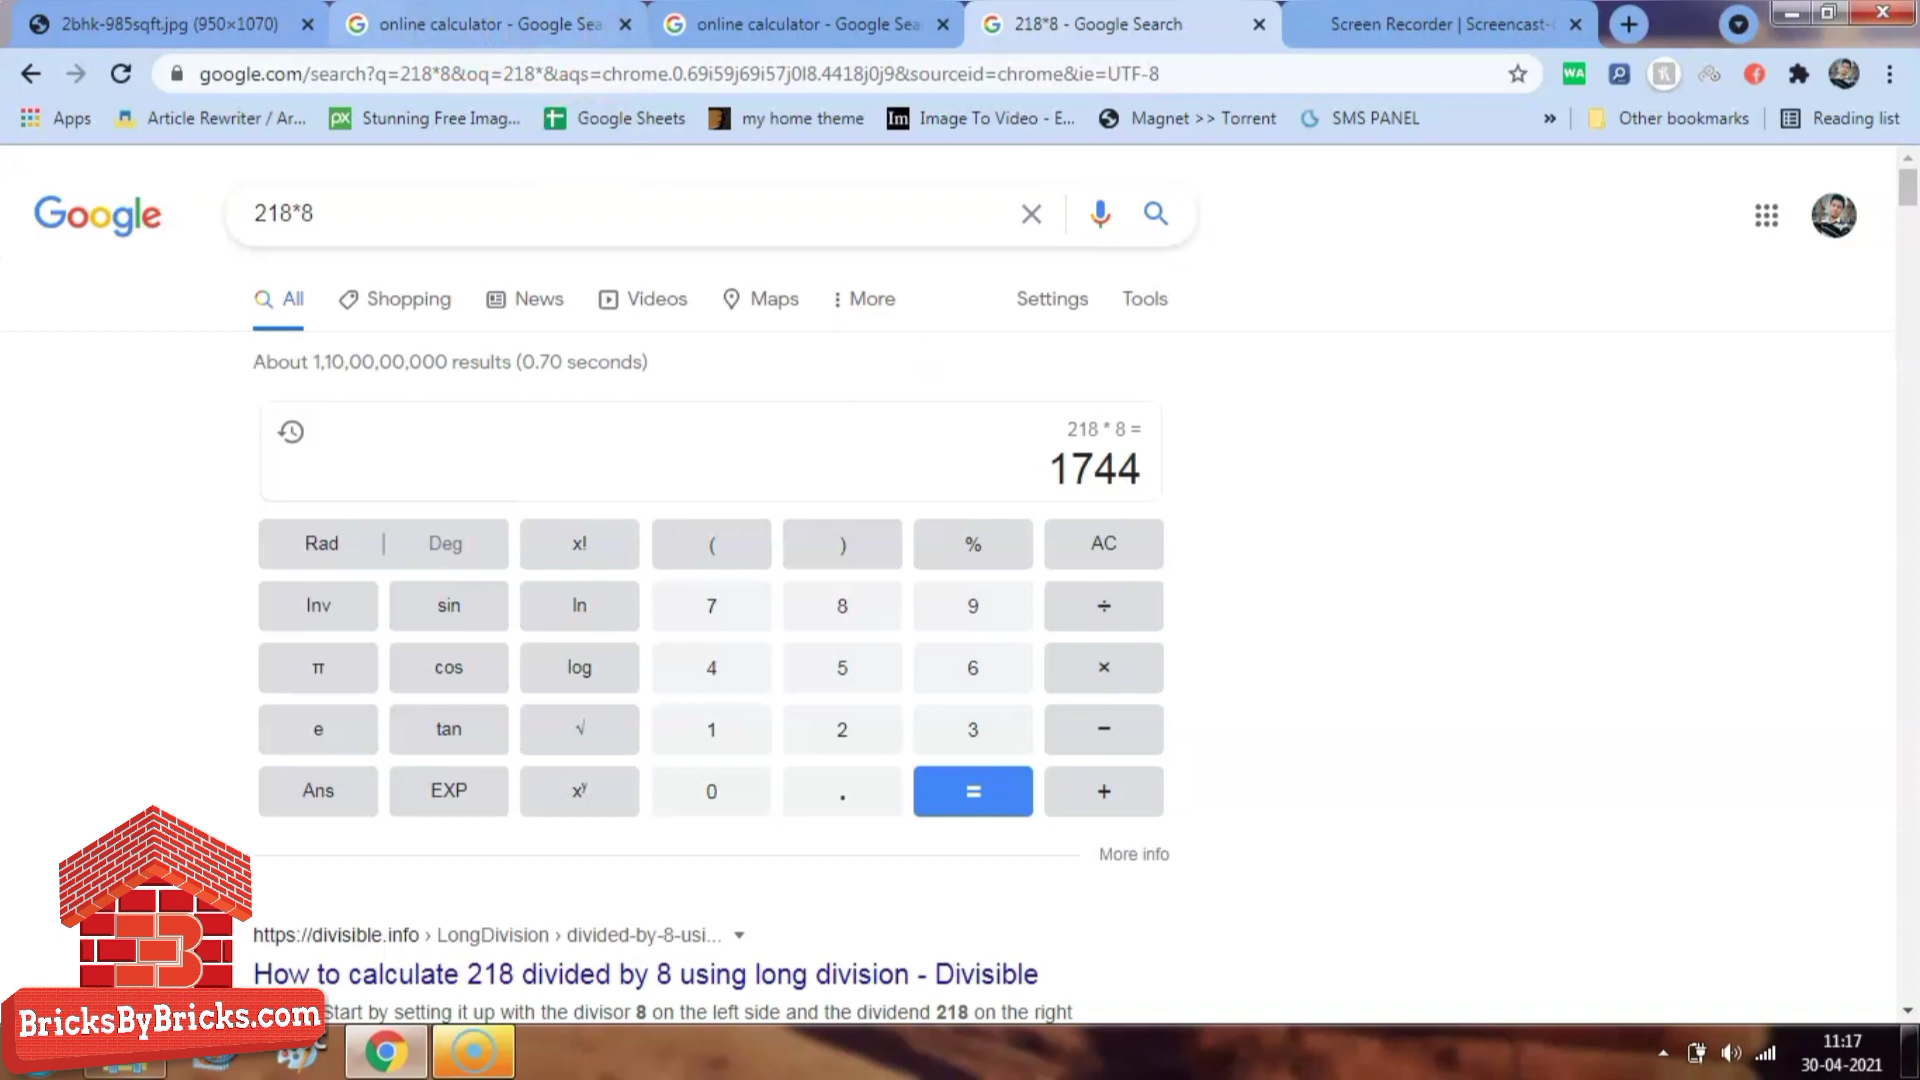 2bhk-985sqft.jpg (950×1070)
online calculator - Google Sea
online calculator - Google Sea
218*8 - Google Search
Screen Recorder | Screencast-
google.com/search?q=218*8&oq=218*&aqs=chrome.0.69i59j69i57j0l8.4418j0j9&sourceid=chrome&ie=UTF-8
WA
Apps
Article Rewriter / Ar...
px
Stunning Free Imag...
Google Sheets
my home theme
Im
Image To Video - E...
Magnet >> Torrent
SMS PANEL
»
Other bookmarks
Reading list
Google
218*8
All
Shopping
News
Videos
Maps
More
Settings
Tools
About 1,10,00,00,000 results (0.70 seconds)
218 * 8 =
1744
Rad | Deg x! ( ) % AC
Inv sin ln 7 8 9 ÷
π cos log 4 5 6 ×
e tan √ 1 2 3 −
Ans EXP xʸ 0 . = +
More info
https://divisible.info › LongDivision › divided-by-8-usi...
How to calculate 218 divided by 8 using long division - Divisible
Start by setting it up with the divisor 8 on the left side and the dividend 218 on the right
B
BricksByBricks.com
11:17
30-04-2021